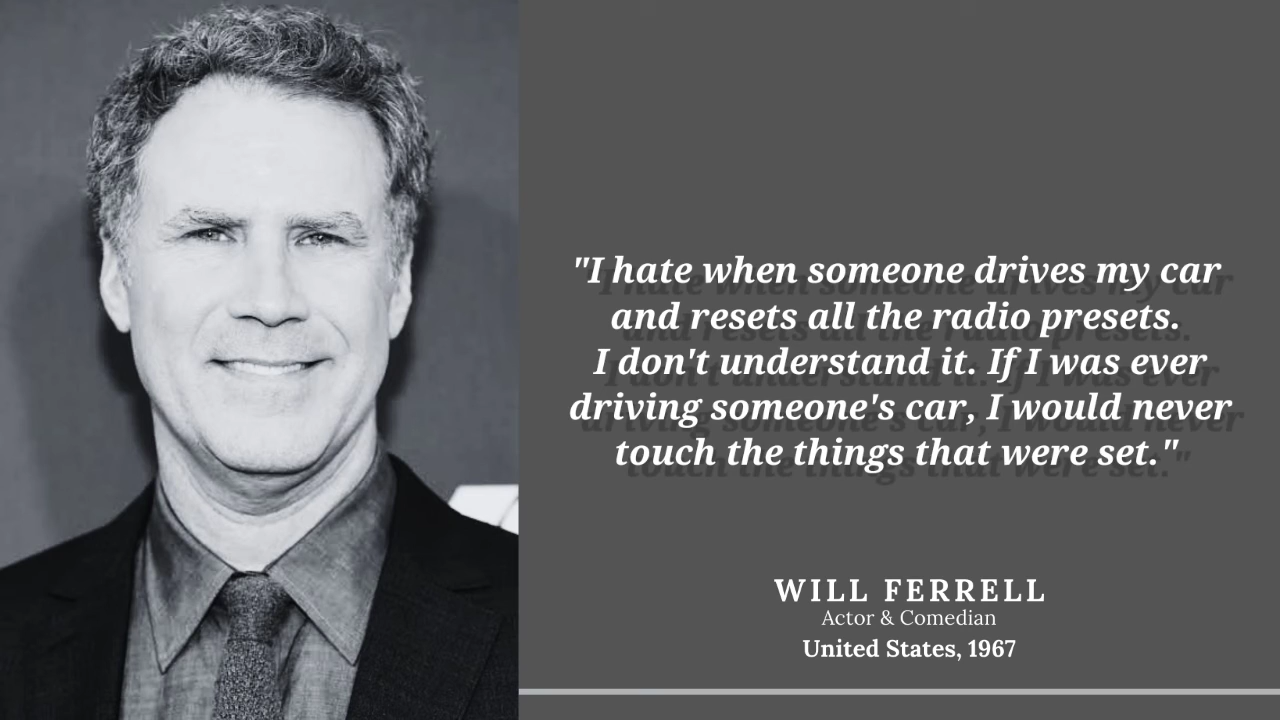 "I hate when someone drives my car
and resets all the radio presets.
I don't understand it. If I was ever
driving someone's car, I would never
touch the things that were set."
WILL FERRELL
Actor & Comedian
United States, 1967